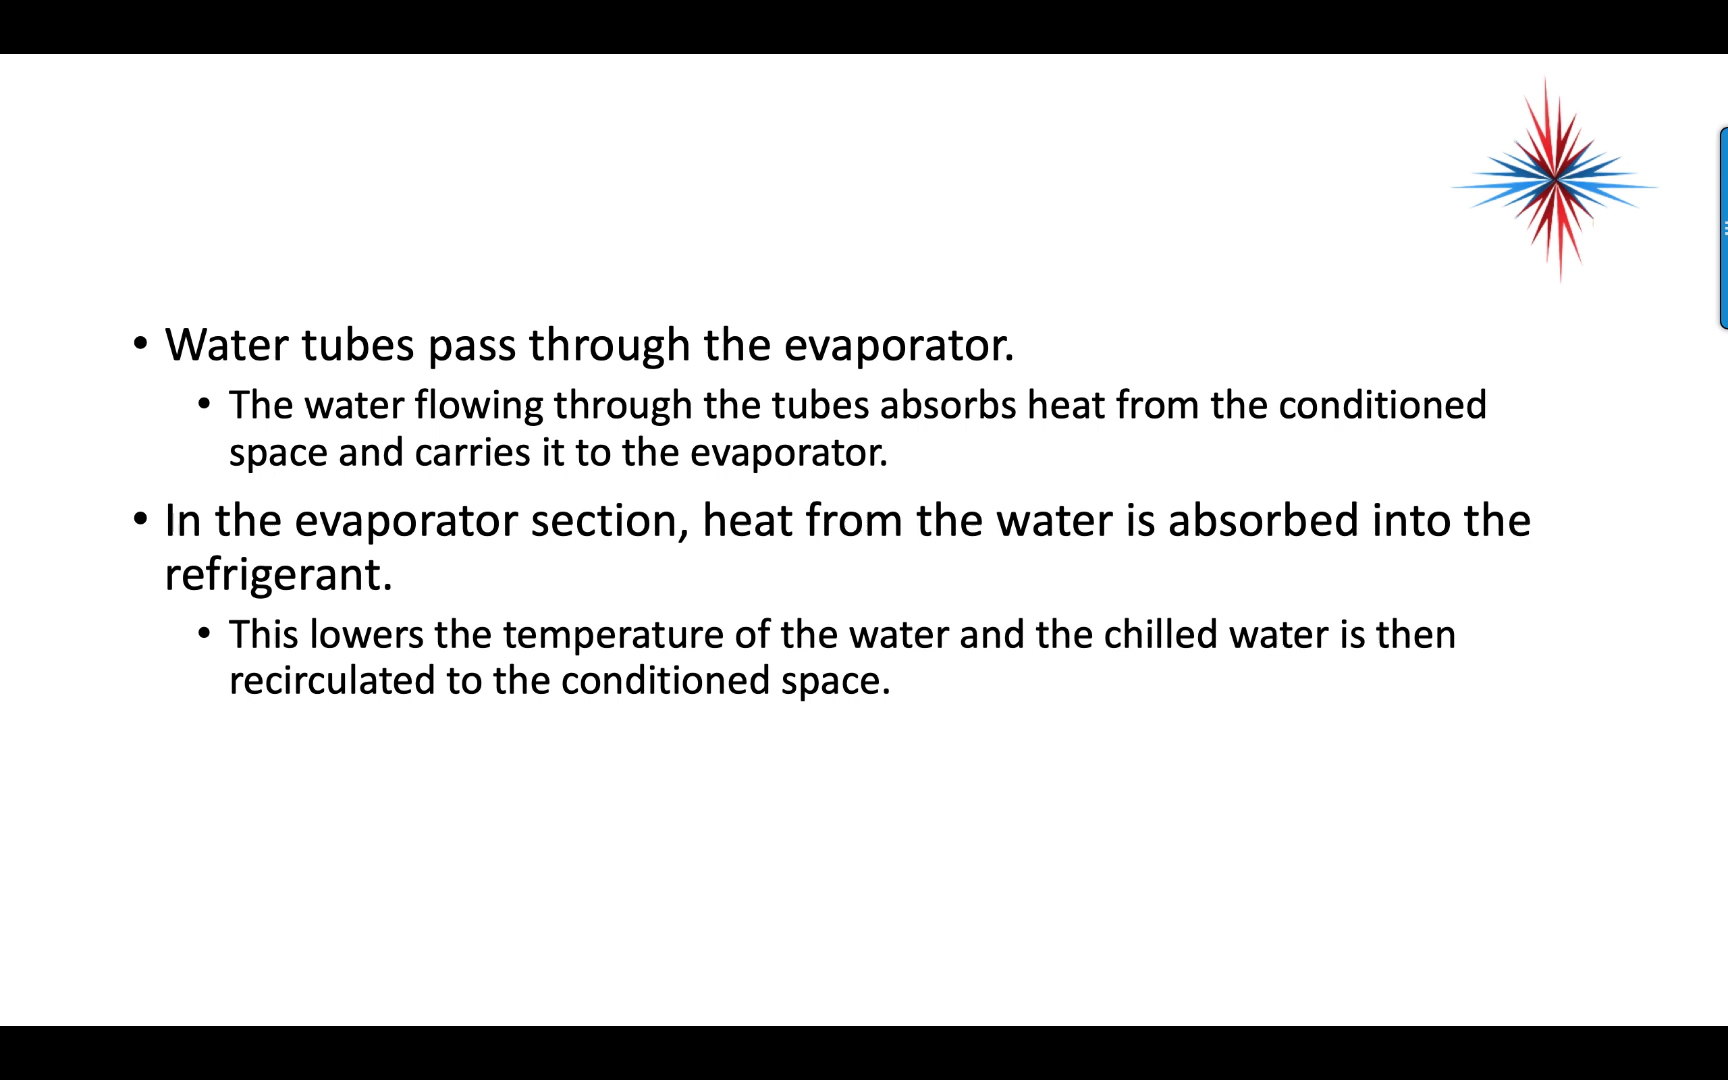 • Water tubes pass through the evaporator.
• The water flowing through the tubes absorbs heat from the conditioned
space and carries it to the evaporator.
• In the evaporator section, heat from the water is absorbed into the
refrigerant.
• This lowers the temperature of the water and the chilled water is then
recirculated to the conditioned space.